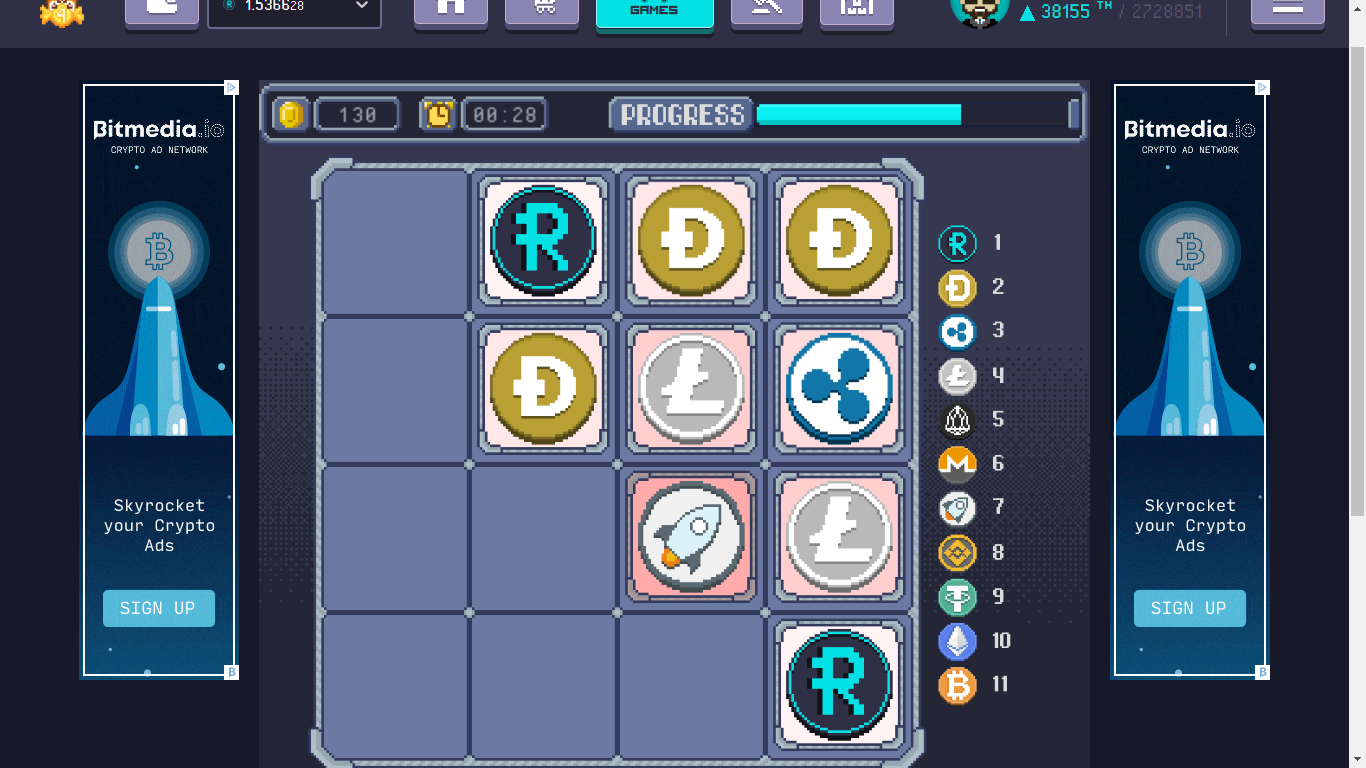 1.536628
GAMES
38155 TH / 2728851
Bitmedia.io
CRYPTO AD NETWORK
Skyrocket
your Crypto
Ads
SIGN UP
130
00:28
PROGRESS
1
2
3
4
5
6
7
8
9
10
11
Bitmedia.io
CRYPTO AD NETWORK
Skyrocket
your Crypto
Ads
SIGN UP